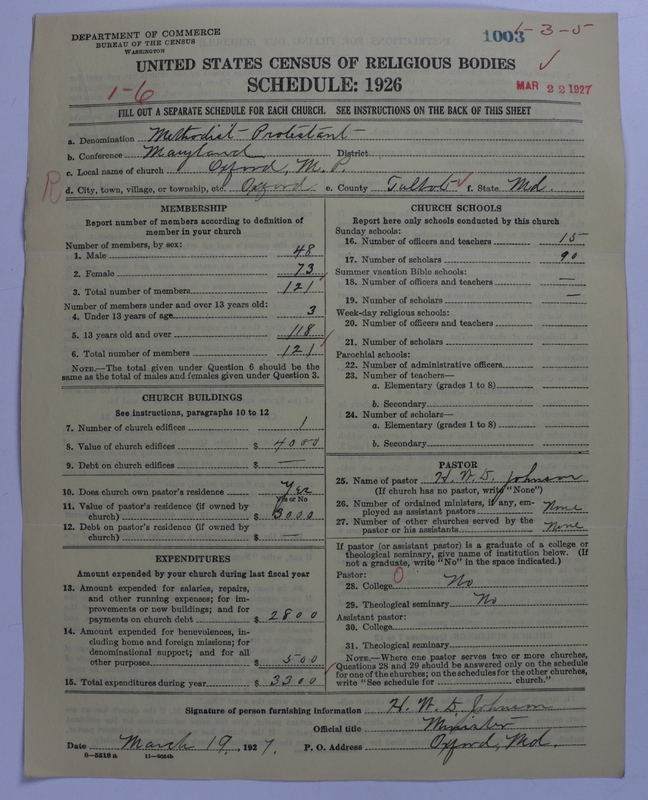 DEPARTMENT OF COMMERCE
BUREAU OF THE CENSUS
WASHINGTON
1003 1-3-5
UNITED STATES CENSUS OF RELIGIOUS BODIES
1-6
SCHEDULE: 1926
MAR 22 1927
FILL OUT A SEPARATE SCHEDULE FOR EACH CHURCH. SEE INSTRUCTIONS ON THE BACK OF THIS SHEET
a. Denomination Methodist Protestant
b. Conference Maryland District
c. Local name of church Oxford, M. P.
R
d. City, town, village, or township, etc. Oxford e. County Talbot f. State Md.
MEMBERSHIP
Report number of members according to definition of
member in your church
Number of members, by sex:
1. Male 48
2. Female 73
3. Total number of members 121
Number of members under and over 13 years old:
4. Under 13 years of age 3
5. 13 years old and over 118
6. Total number of members 121
NOTE.—The total given under Question 6 should be the
same as the total of males and females given under Question 3.
CHURCH BUILDINGS
See instructions, paragraphs 10 to 12
7. Number of church edifices 1
8. Value of church edifices $ 4000
9. Debt on church edifices $ —
10. Does church own pastor's residence Yes
Yes or No
11. Value of pastor's residence (if owned by
church) $ 3000
12. Debt on pastor's residence (if owned by
church) $ —
EXPENDITURES
Amount expended by your church during last fiscal year
13. Amount expended for salaries, repairs,
and other running expenses; for im-
provements or new buildings; and for
payments on church debt $ 2800
14. Amount expended for benevolences, in-
cluding home and foreign missions; for
denominational support; and for all
other purposes $ 500
15. Total expenditures during year $ 3300
CHURCH SCHOOLS
Report here only schools conducted by this church
Sunday schools:
16. Number of officers and teachers 15
17. Number of scholars 90
Summer vacation Bible schools:
18. Number of officers and teachers —
19. Number of scholars —
Week-day religious schools:
20. Number of officers and teachers
21. Number of scholars
Parochial schools:
22. Number of administrative officers
23. Number of teachers—
a. Elementary (grades 1 to 8)
b. Secondary
24. Number of scholars—
a. Elementary (grades 1 to 8)
b. Secondary
PASTOR
25. Name of pastor H. W. D. Johnson
(If church has no pastor, write "None")
26. Number of ordained ministers, if any, em-
ployed as assistant pastors None
27. Number of other churches served by the
pastor or his assistants None
If pastor (or assistant pastor) is a graduate of a college or
theological seminary, give name of institution below. (If
not a graduate, write "No" in the space indicated.)
Pastor: 0
28. College No
29. Theological seminary No
Assistant pastor:
30. College
31. Theological seminary
NOTE.—Where one pastor serves two or more churches,
Questions 28 and 29 should be answered only on the schedule
for one of the churches; on the schedules for the other churches,
write "See schedule for church."
Signature of person furnishing information H. W. D. Johnson
Official title Minister
Date March 19, 1927. P. O. Address Oxford, Md.